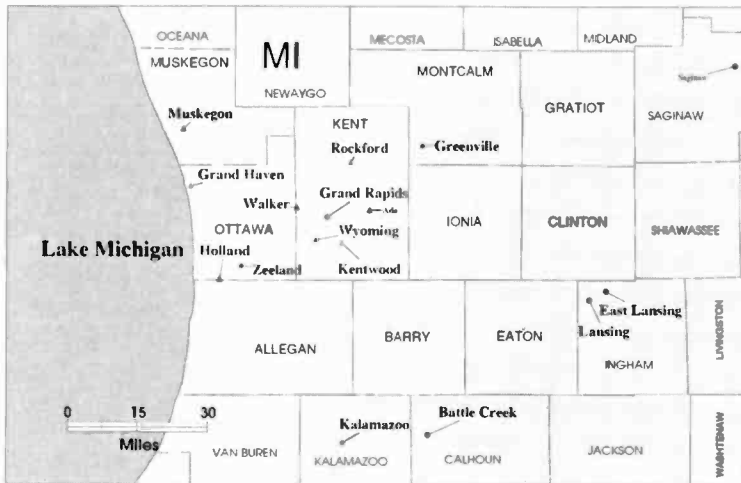 OCEANA
MECOSTA
ISABELLA
MIDLAND
MUSKEGON
MI
NEWAYGO
MONTCALM
Saginaw
SAGINAW
GRATIOT
Muskegon
KENT
Rockford
Greenville
Grand Haven
Grand Rapids
Walker
Ada
OTTAWA
Wyoming
IONIA
CLINTON
SHIAWASSEE
Lake Michigan
Holland
Zeeland
Kentwood
East Lansing
Lansing
ALLEGAN
BARRY
EATON
INGHAM
LIVINGSTON
0 15 30
Miles
Kalamazoo
Battle Creek
VAN BUREN
KALAMAZOO
CALHOUN
JACKSON
WASHTENAW